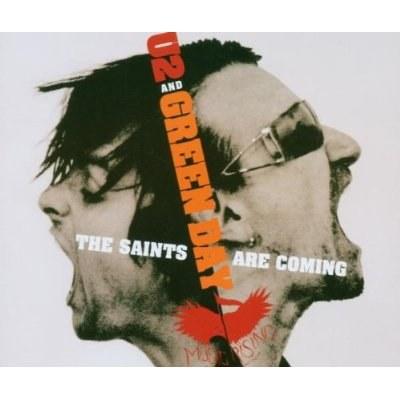 U2
AND
GREEN DAY
THE SAINTS
ARE COMING
MUSIC RISING